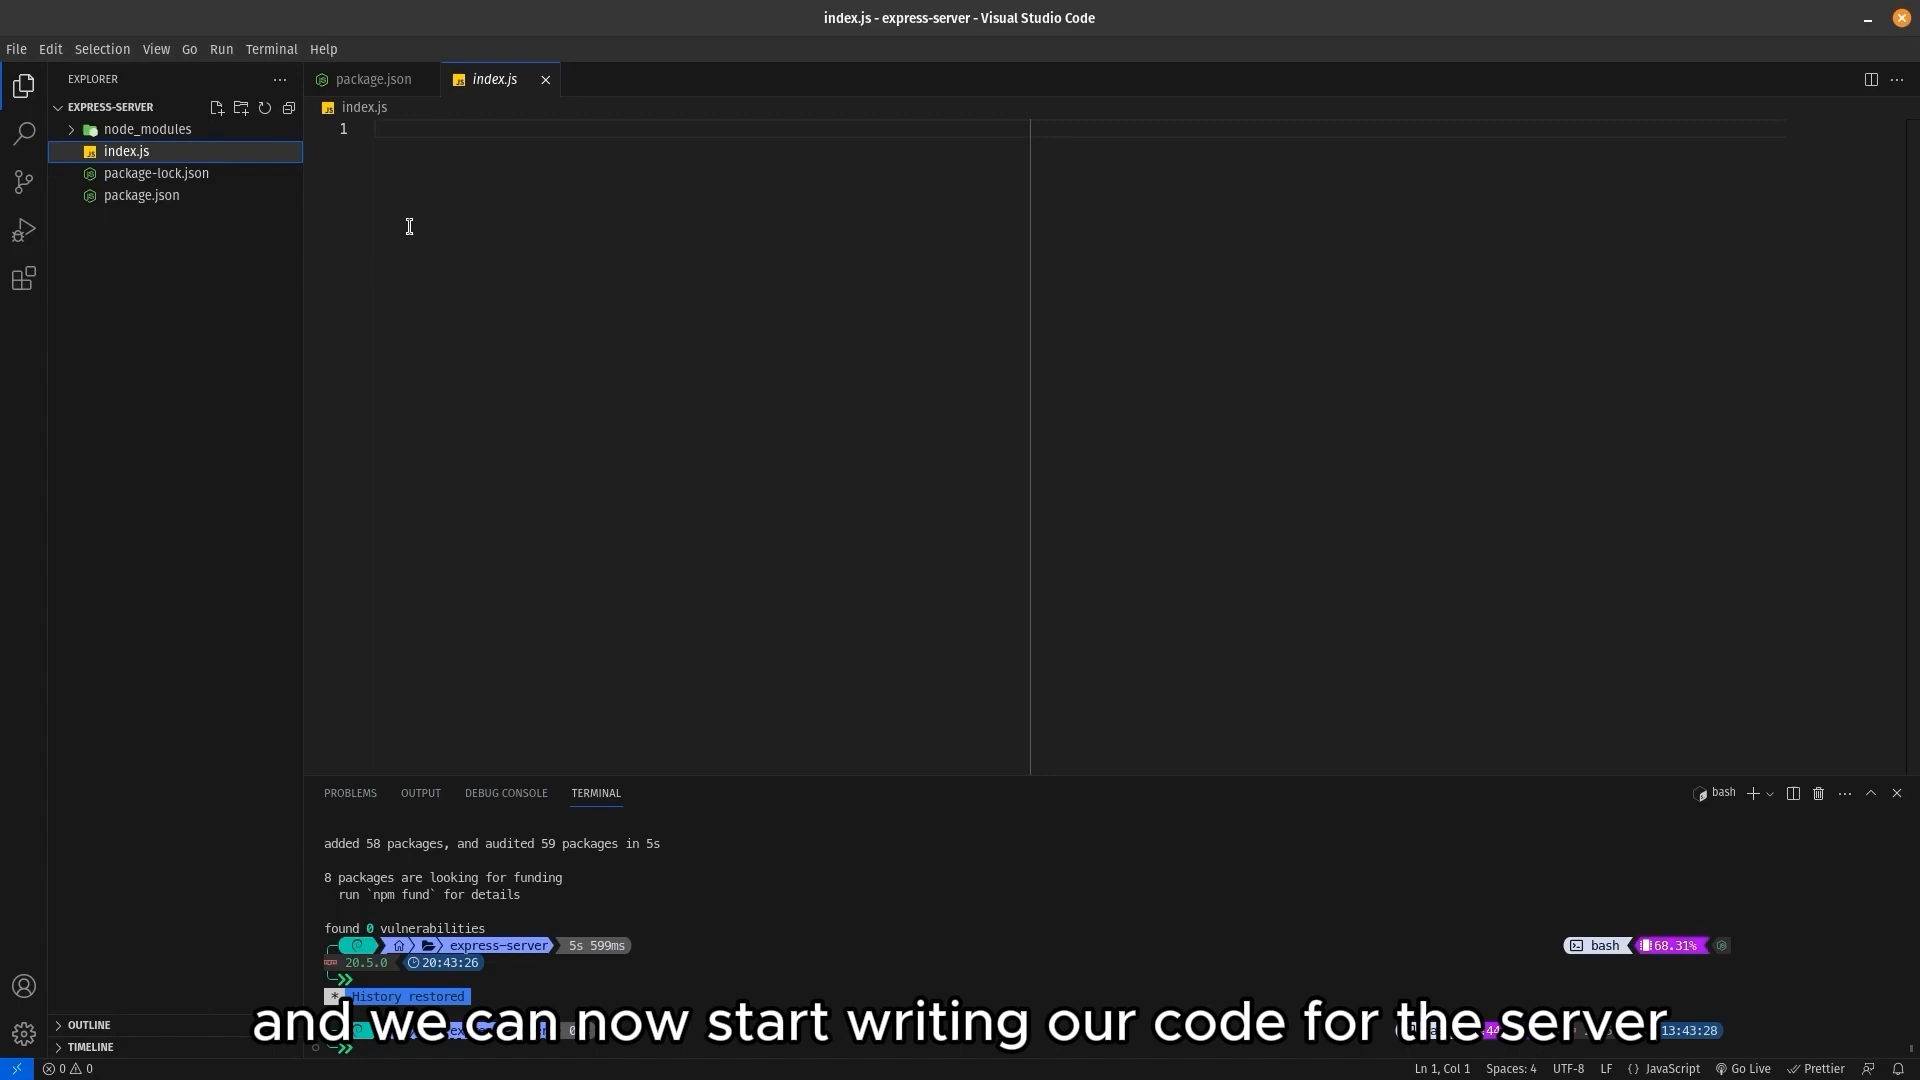 index.js - express-server - Visual Studio Code
File Edit Selection View Go Run Terminal Help
EXPLORER
package.json
index.js
EXPRESS-SERVER
index.js
node_modules
1
index.js
package-lock.json
package.json
PROBLEMS OUTPUT DEBUG CONSOLE TERMINAL
bash
added 58 packages, and audited 59 packages in 5s
8 packages are looking for funding
run `npm fund` for details
found 0 vulnerabilities
express-server 5s 599ms
bash 68.31%
20.5.0 20:43:26
* History restored
and we can now start writing our code for the server
13:43:28
OUTLINE
TIMELINE
0 0
Ln 1, Col 1 Spaces: 4 UTF-8 LF {} JavaScript Go Live Prettier